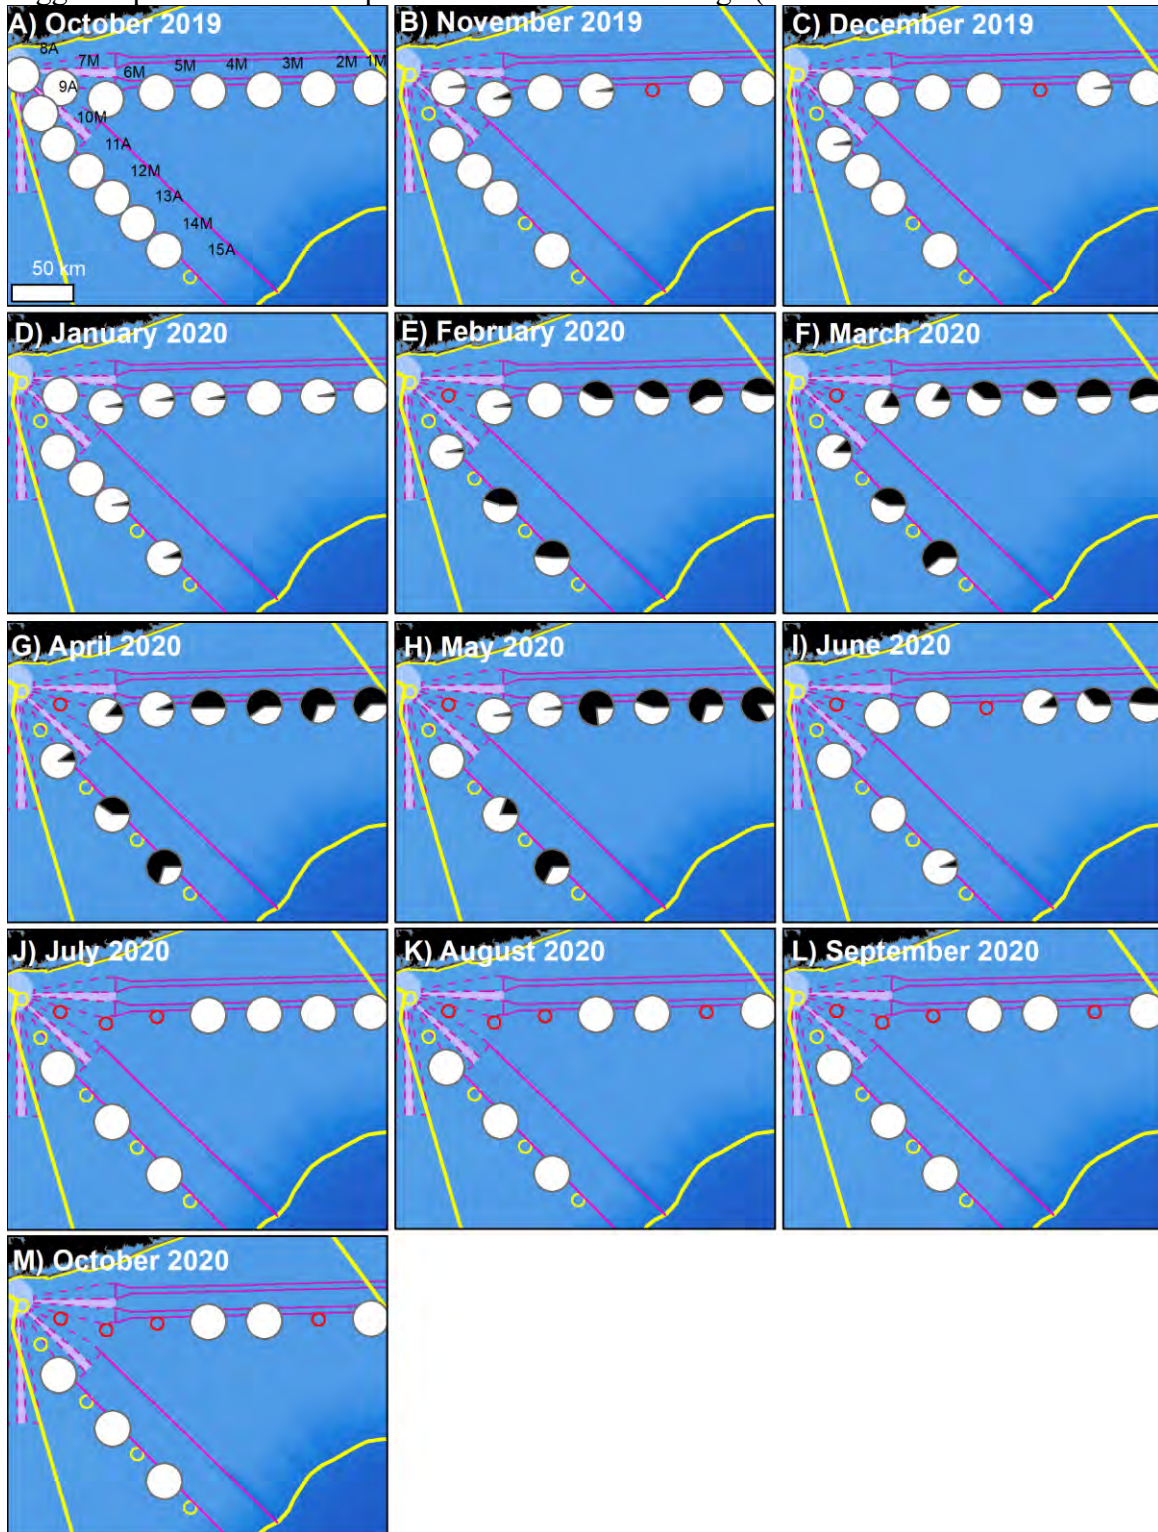 A) October 2019
B) November 2019
C) December 2019
8A
7M
6M
5M
4M
3M
2M
1M
9A
10M
11A
12M
13A
14M
15A
50 km
D) January 2020
E) February 2020
F) March 2020
G) April 2020
H) May 2020
I) June 2020
J) July 2020
K) August 2020
L) September 2020
M) October 2020